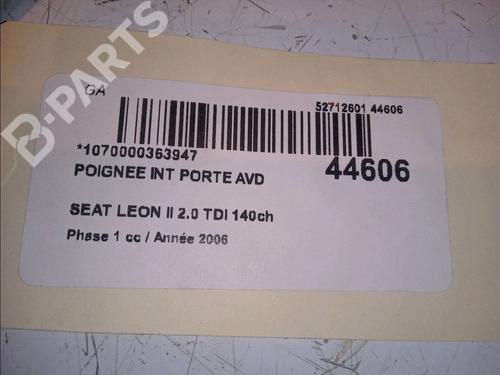 B-PARTS
GA
52712601 44606
*1070000363947
44606
POIGNEE INT PORTE AVD
SEAT LEON II 2.0 TDI 140ch
Phase 1 cc / Année 2006